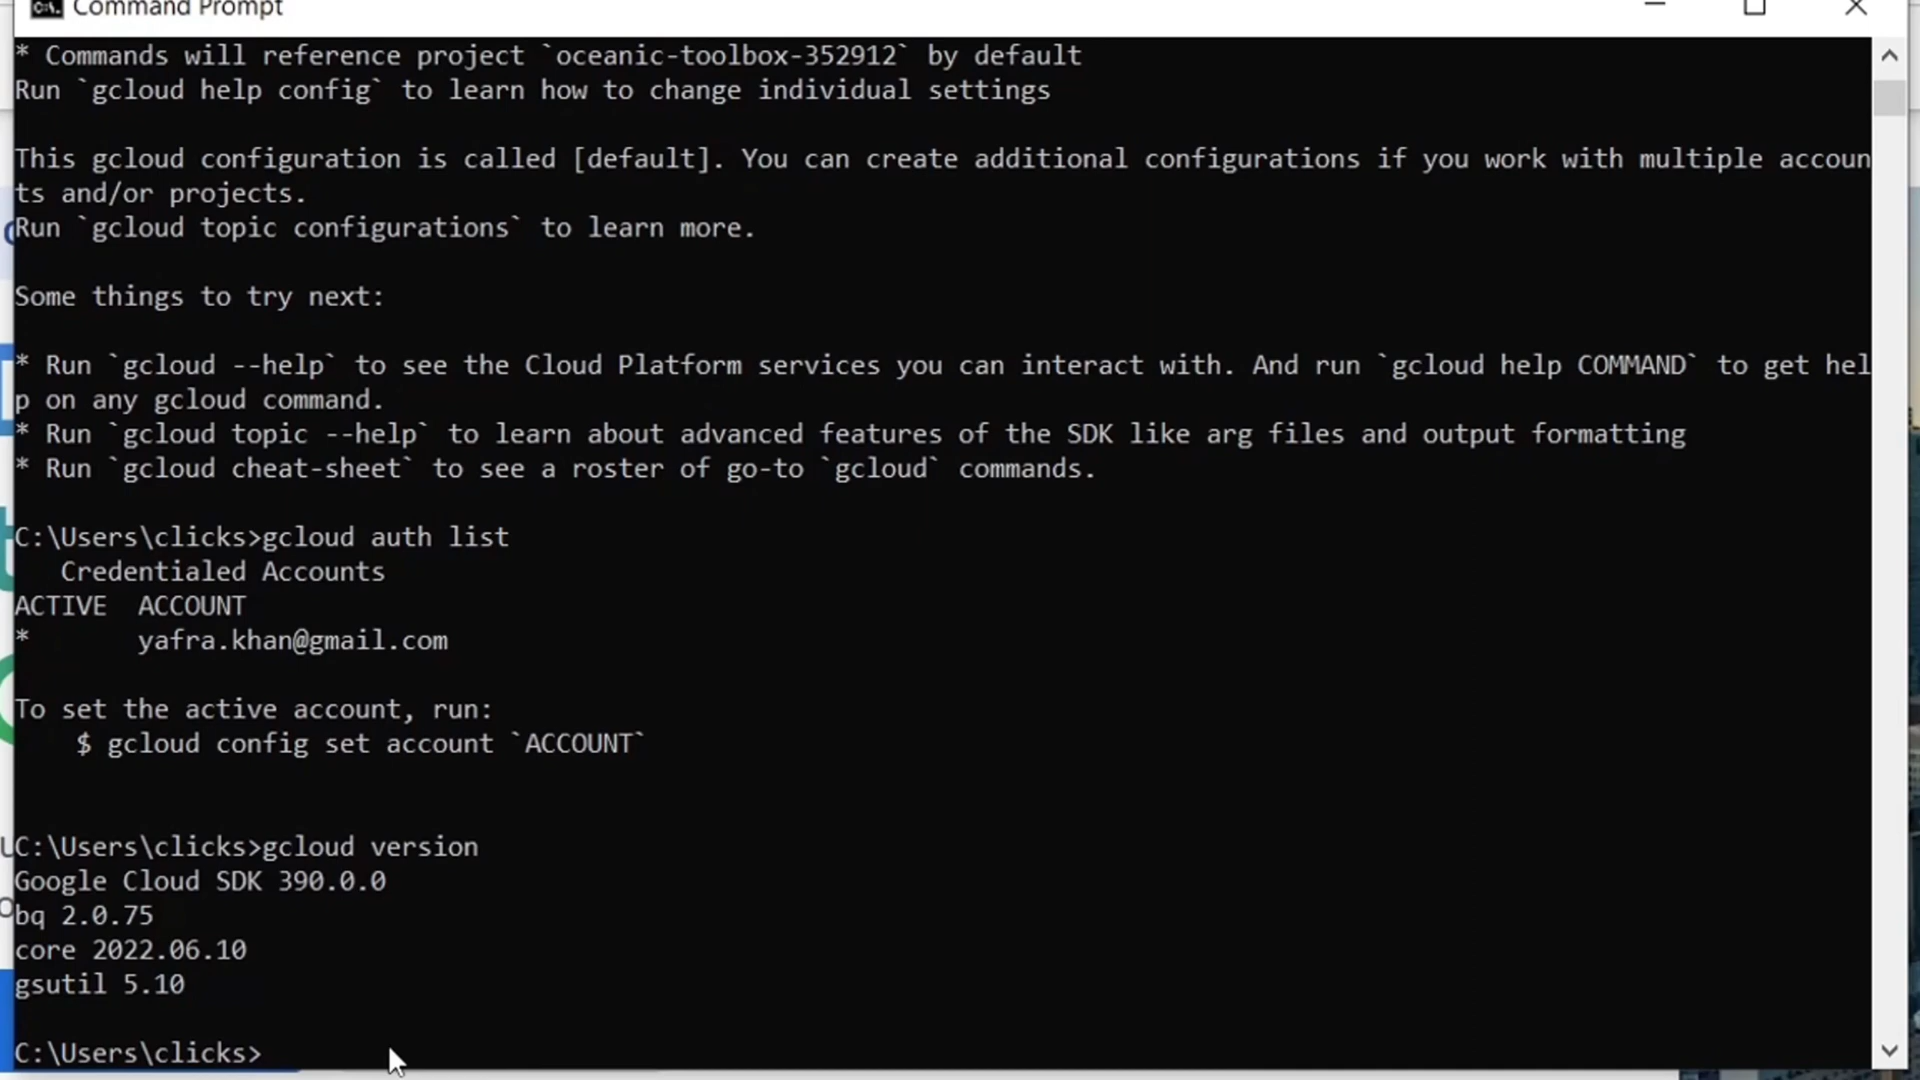 Command Prompt
* Commands will reference project `oceanic-toolbox-352912` by default
Run `gcloud help config` to learn how to change individual settings
This gcloud configuration is called [default]. You can create additional configurations if you work with multiple accoun
ts and/or projects.
Run `gcloud topic configurations` to learn more.
Some things to try next:
* Run `gcloud --help` to see the Cloud Platform services you can interact with. And run `gcloud help COMMAND` to get hel
p on any gcloud command.
* Run `gcloud topic --help` to learn about advanced features of the SDK like arg files and output formatting
* Run `gcloud cheat-sheet` to see a roster of go-to `gcloud` commands.
C:\Users\clicks>gcloud auth list
Credentialed Accounts
ACTIVE  ACCOUNT
*       yafra.khan@gmail.com
To set the active account, run:
$ gcloud config set account `ACCOUNT`
C:\Users\clicks>gcloud version
Google Cloud SDK 390.0.0
bq 2.0.75
core 2022.06.10
gsutil 5.10
C:\Users\clicks>